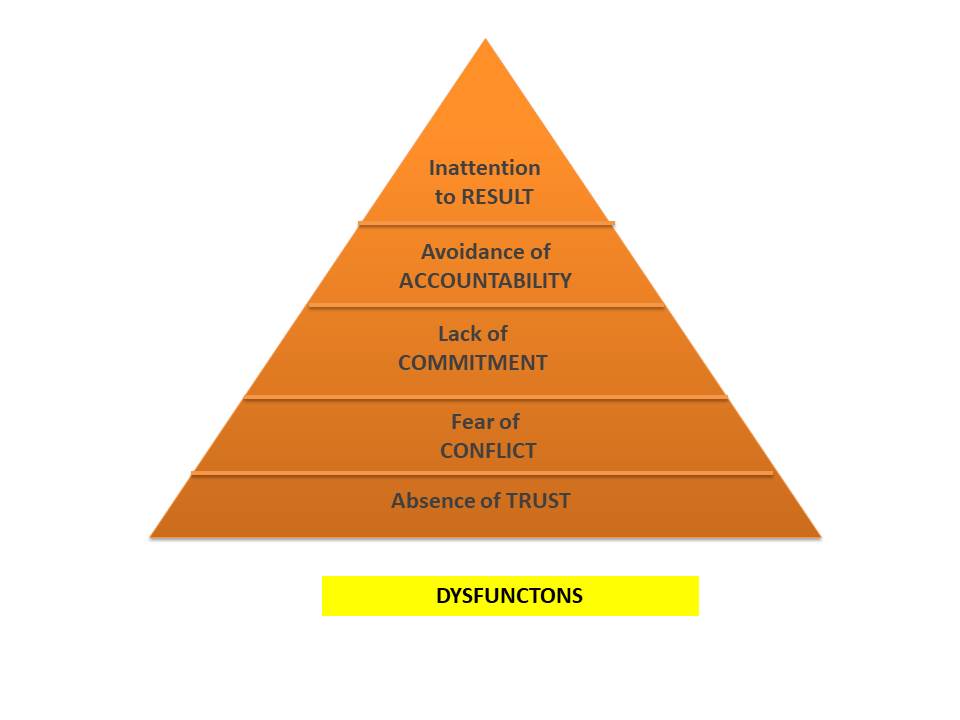 Inattention
to RESULT
Avoidance of
ACCOUNTABILITY
Lack of
COMMITMENT
Fear of
CONFLICT
Absence of TRUST
DYSFUNCTONS